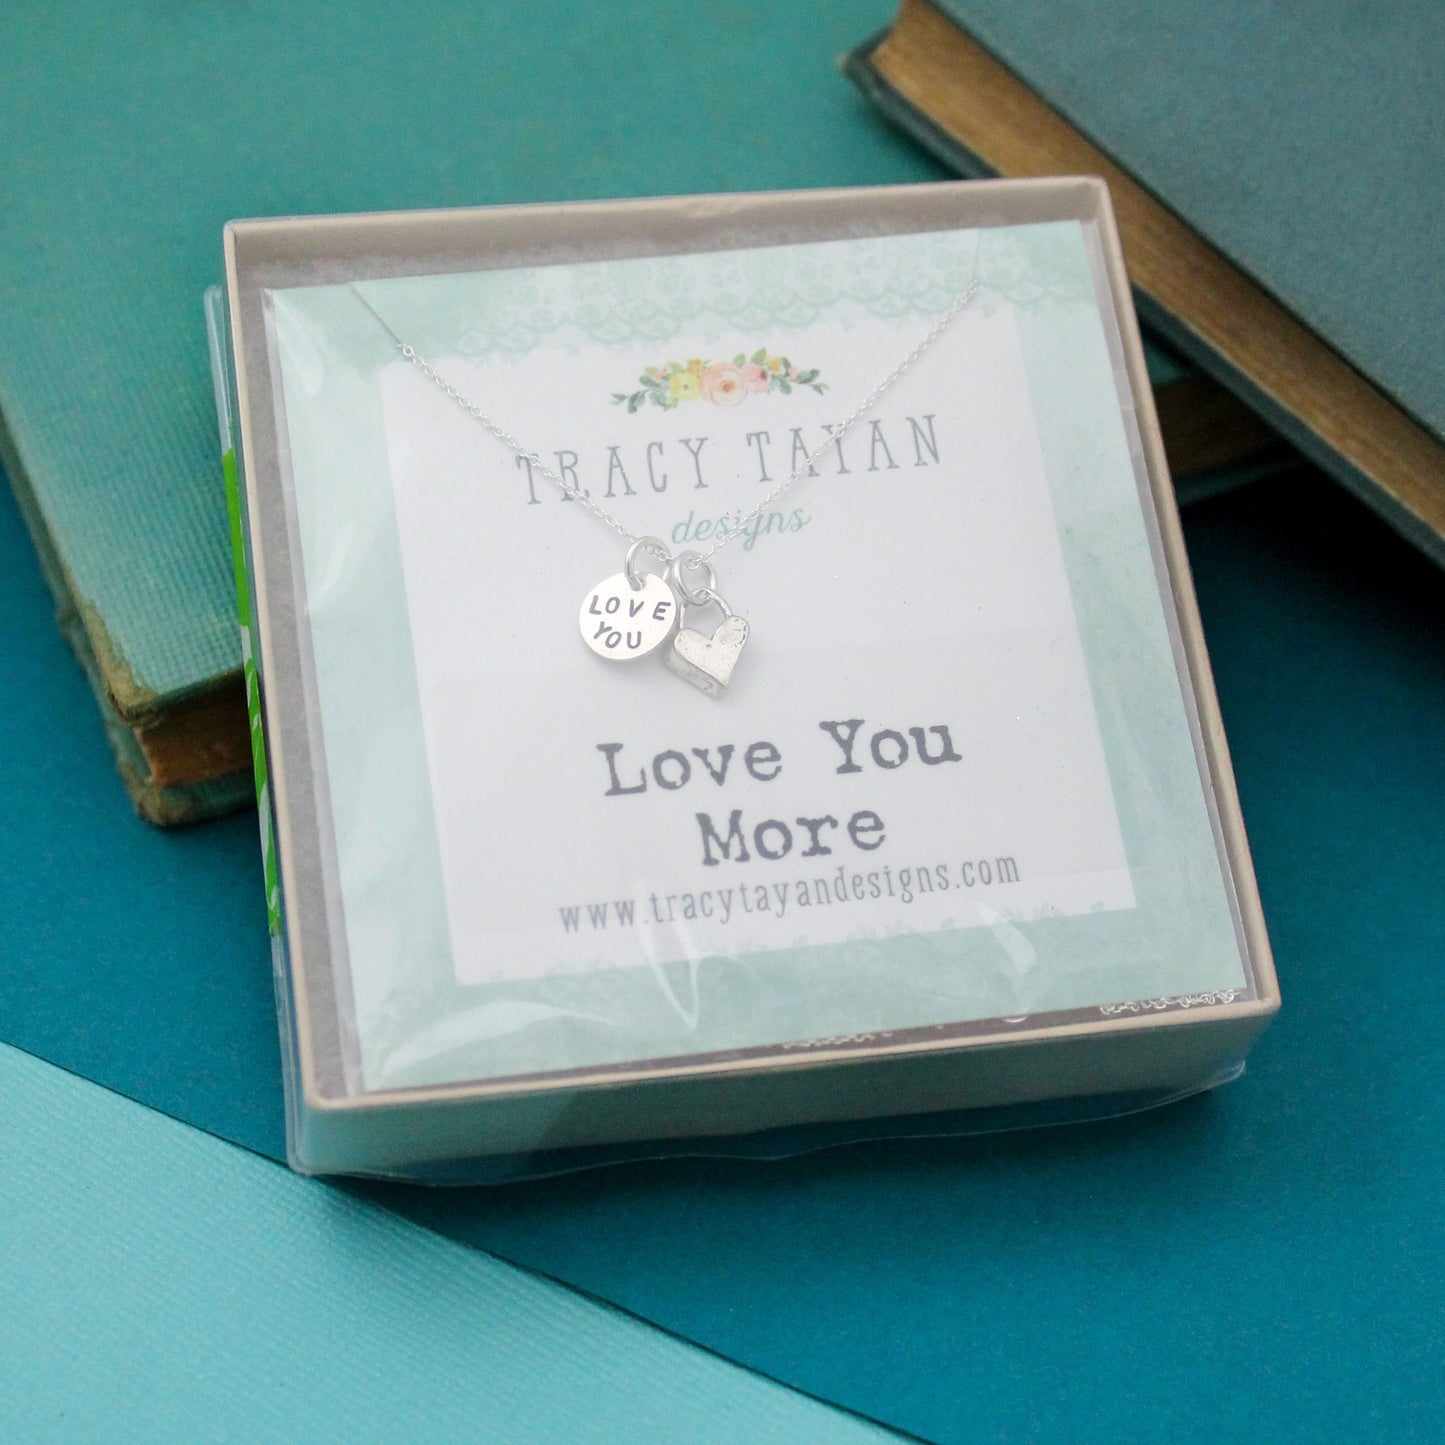 TRACY TAYAN
designs
LOVE
YOU
Love You
More
www.tracytayandesigns.com